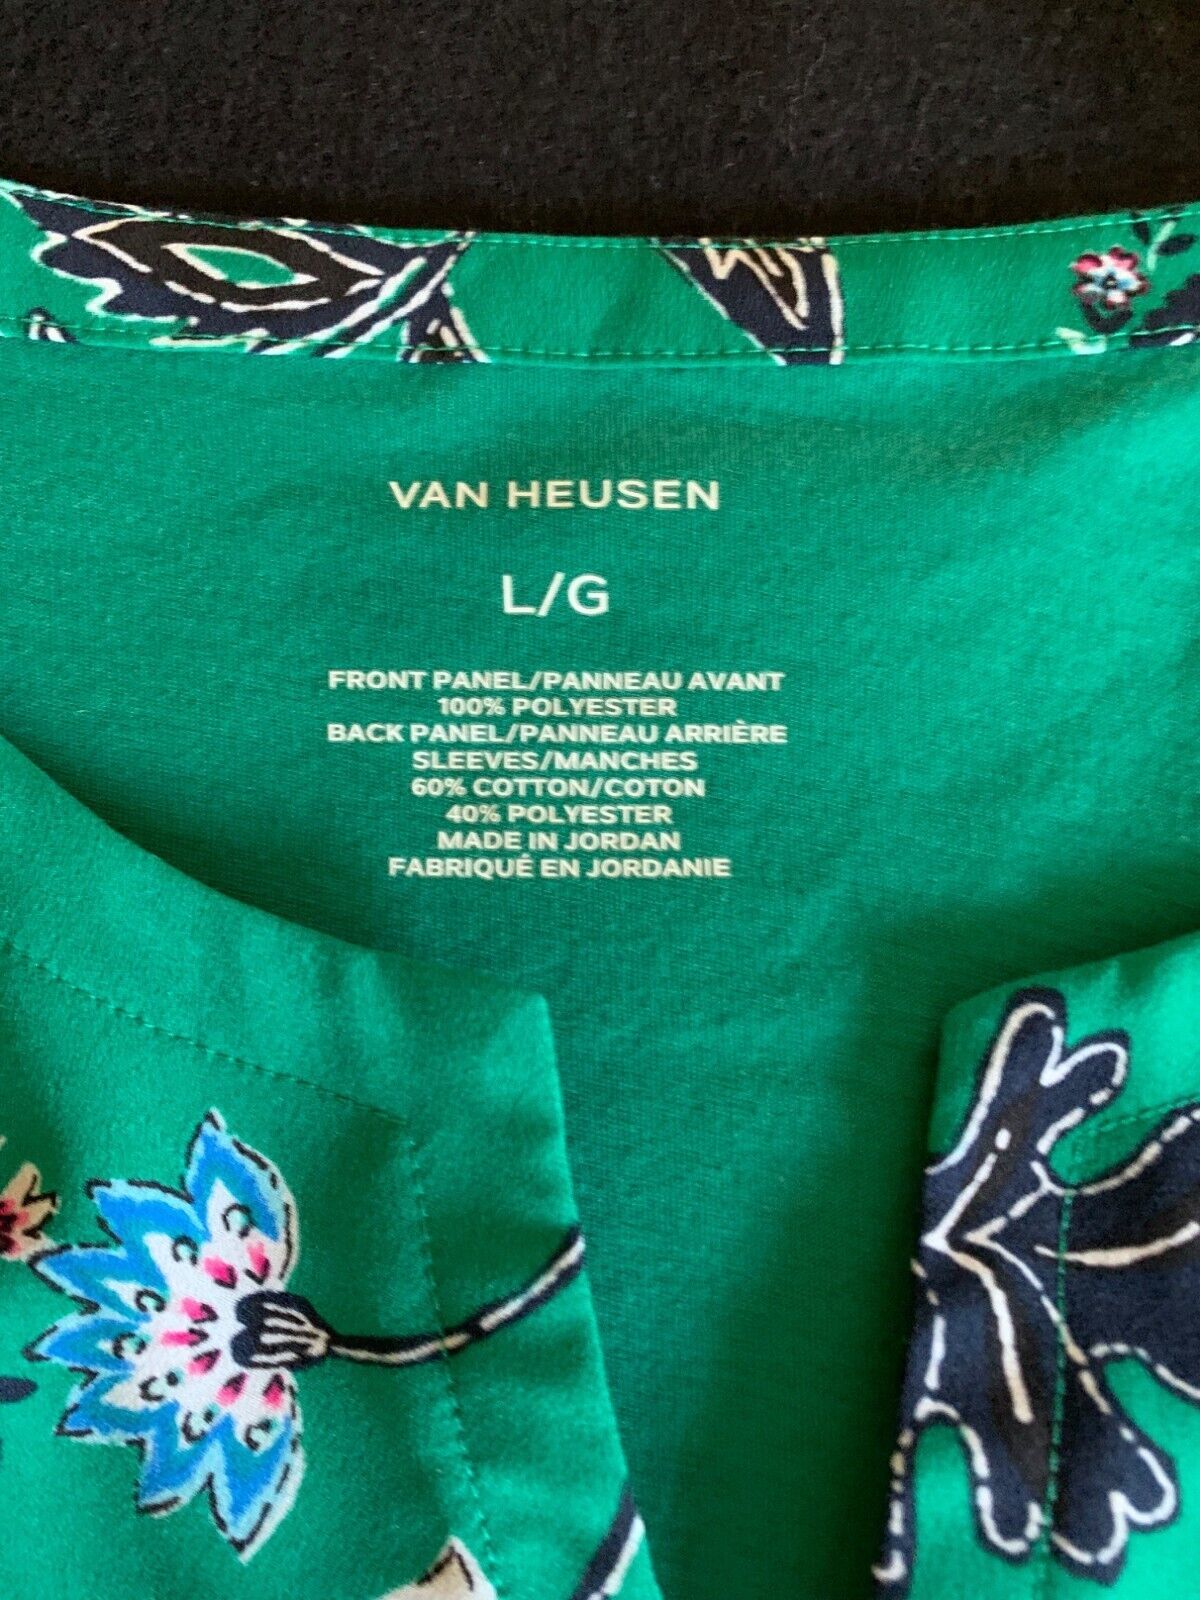 VAN HEUSEN
L/G
FRONT PANEL/PANNEAU AVANT
100% POLYESTER
BACK PANEL/PANNEAU ARRIÈRE
SLEEVES/MANCHES
60% COTTON/COTON
40% POLYESTER
MADE IN JORDAN
FABRIQUÉ EN JORDANIE